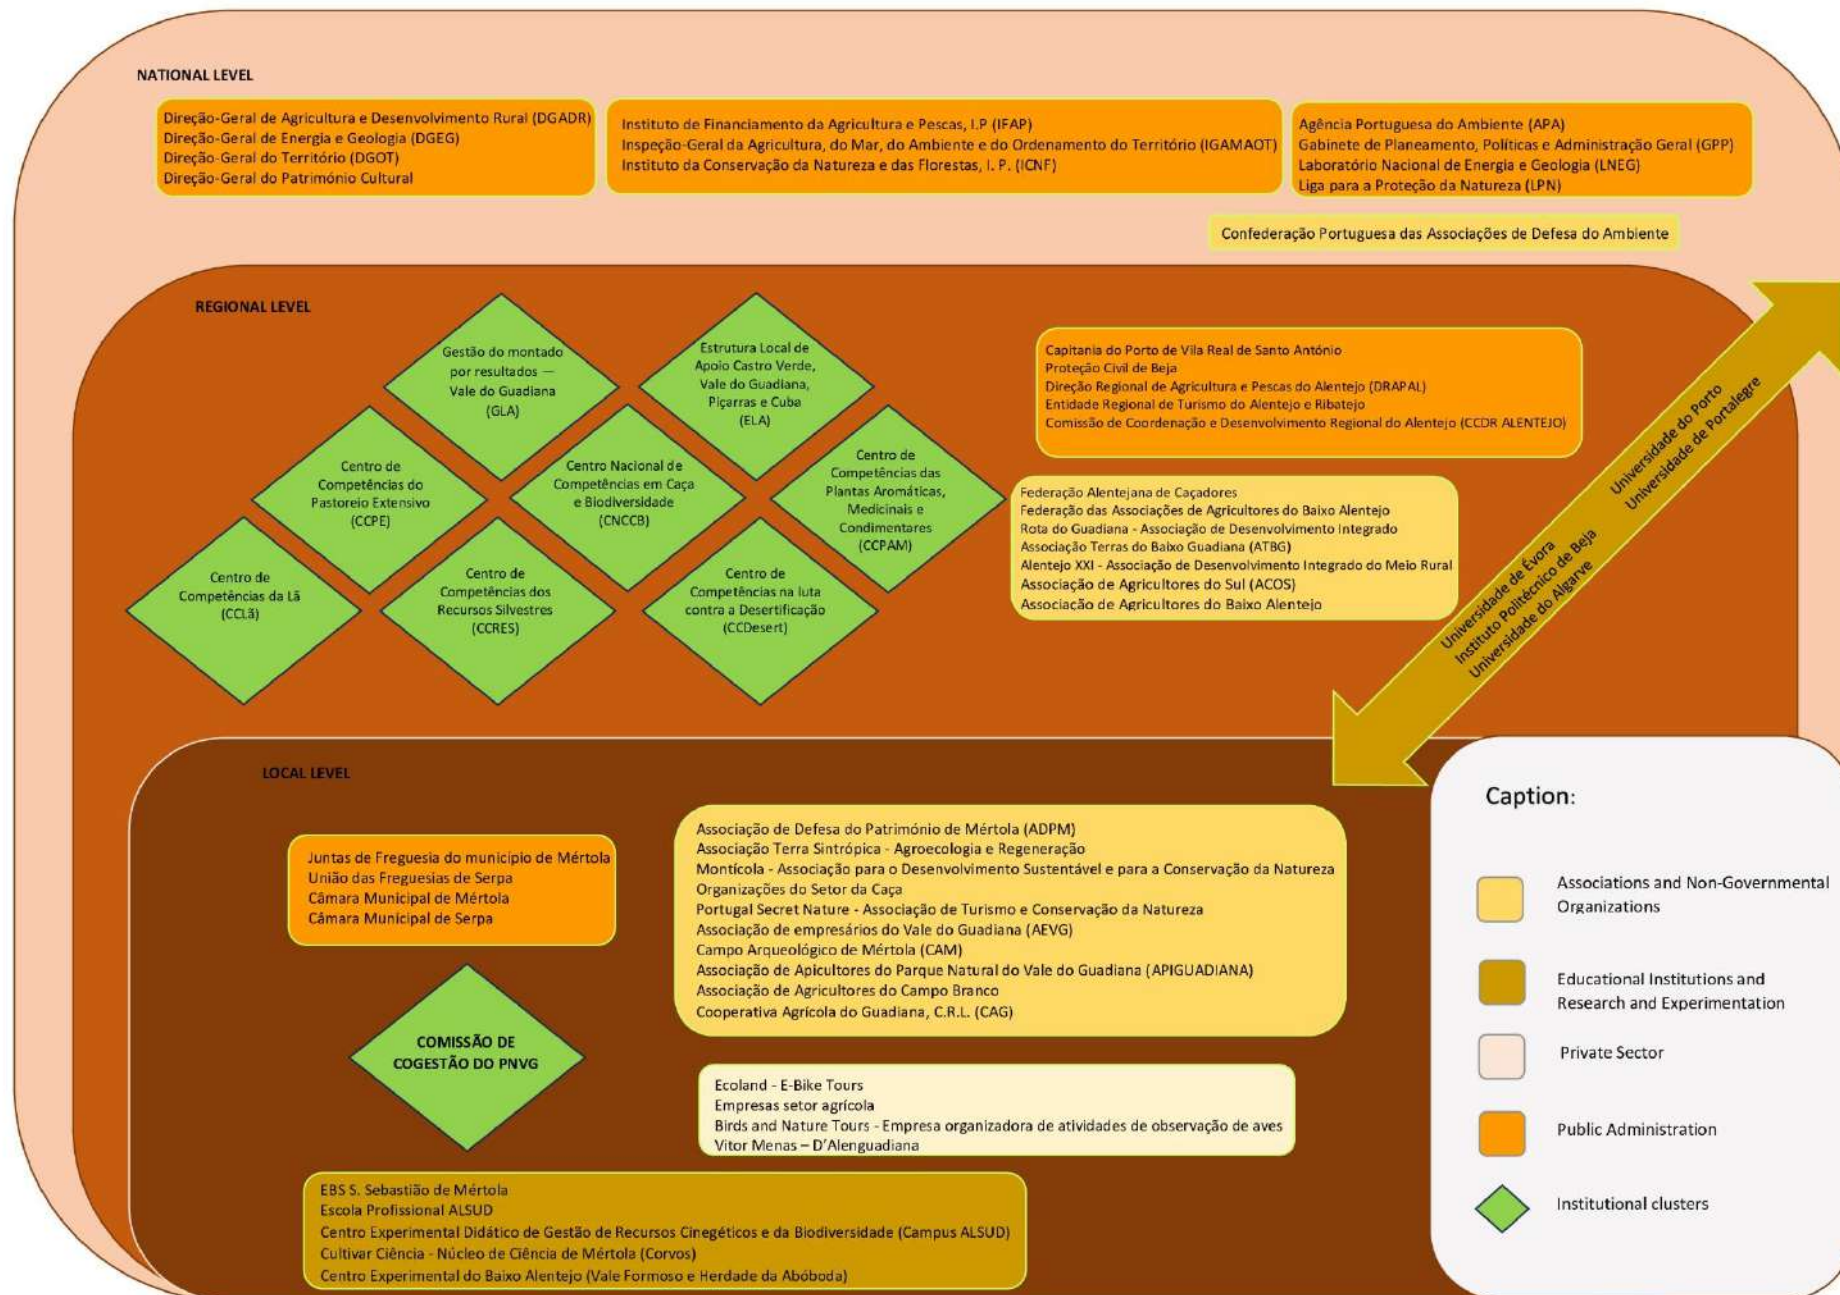 NATIONAL LEVEL
Direção-Geral de Agricultura e Desenvolvimento Rural (DGADR)
Direção-Geral de Energia e Geologia (DGEG)
Direção-Geral do Território (DGOT)
Direção-Geral do Património Cultural
Instituto de Financiamento da Agricultura e Pescas, I.P (IFAP)
Inspeção-Geral da Agricultura, do Mar, do Ambiente e do Ordenamento do Território (IGAMAOT)
Instituto da Conservação da Natureza e das Florestas, I. P. (ICNF)
Agência Portuguesa do Ambiente (APA)
Gabinete de Planeamento, Políticas e Administração Geral (GPP)
Laboratório Nacional de Energia e Geologia (LNEG)
Liga para a Proteção da Natureza (LPN)
Confederação Portuguesa das Associações de Defesa do Ambiente
REGIONAL LEVEL
Gestão do montado
por resultados —
Vale do Guadiana
(GLA)
Estrutura Local de
Apoio Castro Verde,
Vale do Guadiana,
Piçarras e Cuba
(ELA)
Centro de
Competências do
Pastoreio Extensivo
(CCPE)
Centro Nacional de
Competências em Caça
e Biodiversidade
(CNCCB)
Centro de
Competências das
Plantas Aromáticas,
Medicinais e
Condimentares
(CCPAM)
Centro de
Competências da Lã
(CCLã)
Centro de
Competências dos
Recursos Silvestres
(CCRES)
Centro de
Competências na luta
contra a Desertificação
(CCDesert)
Capitania do Porto de Vila Real de Santo António
Proteção Civil de Beja
Direção Regional de Agricultura e Pescas do Alentejo (DRAPAL)
Entidade Regional de Turismo do Alentejo e Ribatejo
Comissão de Coordenação e Desenvolvimento Regional do Alentejo (CCDR ALENTEJO)
Federação Alentejana de Caçadores
Federação das Associações de Agricultores do Baixo Alentejo
Rota do Guadiana - Associação de Desenvolvimento Integrado
Associação Terras do Baixo Guadiana (ATBG)
Alentejo XXI - Associação de Desenvolvimento Integrado do Meio Rural
Associação de Agricultores do Sul (ACOS)
Associação de Agricultores do Baixo Alentejo
Universidade do Porto
Universidade de Portalegre
Universidade de Évora
Instituto Politécnico de Beja
Universidade do Algarve
LOCAL LEVEL
Juntas de Freguesia do município de Mértola
União das Freguesias de Serpa
Câmara Municipal de Mértola
Câmara Municipal de Serpa
Associação de Defesa do Património de Mértola (ADPM)
Associação Terra Sintrópica - Agroecologia e Regeneração
Montícola - Associação para o Desenvolvimento Sustentável e para a Conservação da Natureza
Organizações do Setor da Caça
Portugal Secret Nature - Associação de Turismo e Conservação da Natureza
Associação de empresários do Vale do Guadiana (AEVG)
Campo Arqueológico de Mértola (CAM)
Associação de Apicultores do Parque Natural do Vale do Guadiana (APIGUADIANA)
Associação de Agricultores do Campo Branco
Cooperativa Agrícola do Guadiana, C.R.L. (CAG)
COMISSÃO DE
COGESTÃO DO PNVG
Ecoland - E-Bike Tours
Empresas setor agrícola
Birds and Nature Tours - Empresa organizadora de atividades de observação de aves
Vitor Menas – D'Alenguadiana
EBS S. Sebastião de Mértola
Escola Profissional ALSUD
Centro Experimental Didático de Gestão de Recursos Cinegéticos e da Biodiversidade (Campus ALSUD)
Cultivar Ciência - Núcleo de Ciência de Mértola (Corvos)
Centro Experimental do Baixo Alentejo (Vale Formoso e Herdade da Abóboda)
Caption:
Associations and Non-Governmental
Organizations
Educational Institutions and
Research and Experimentation
Private Sector
Public Administration
Institutional clusters